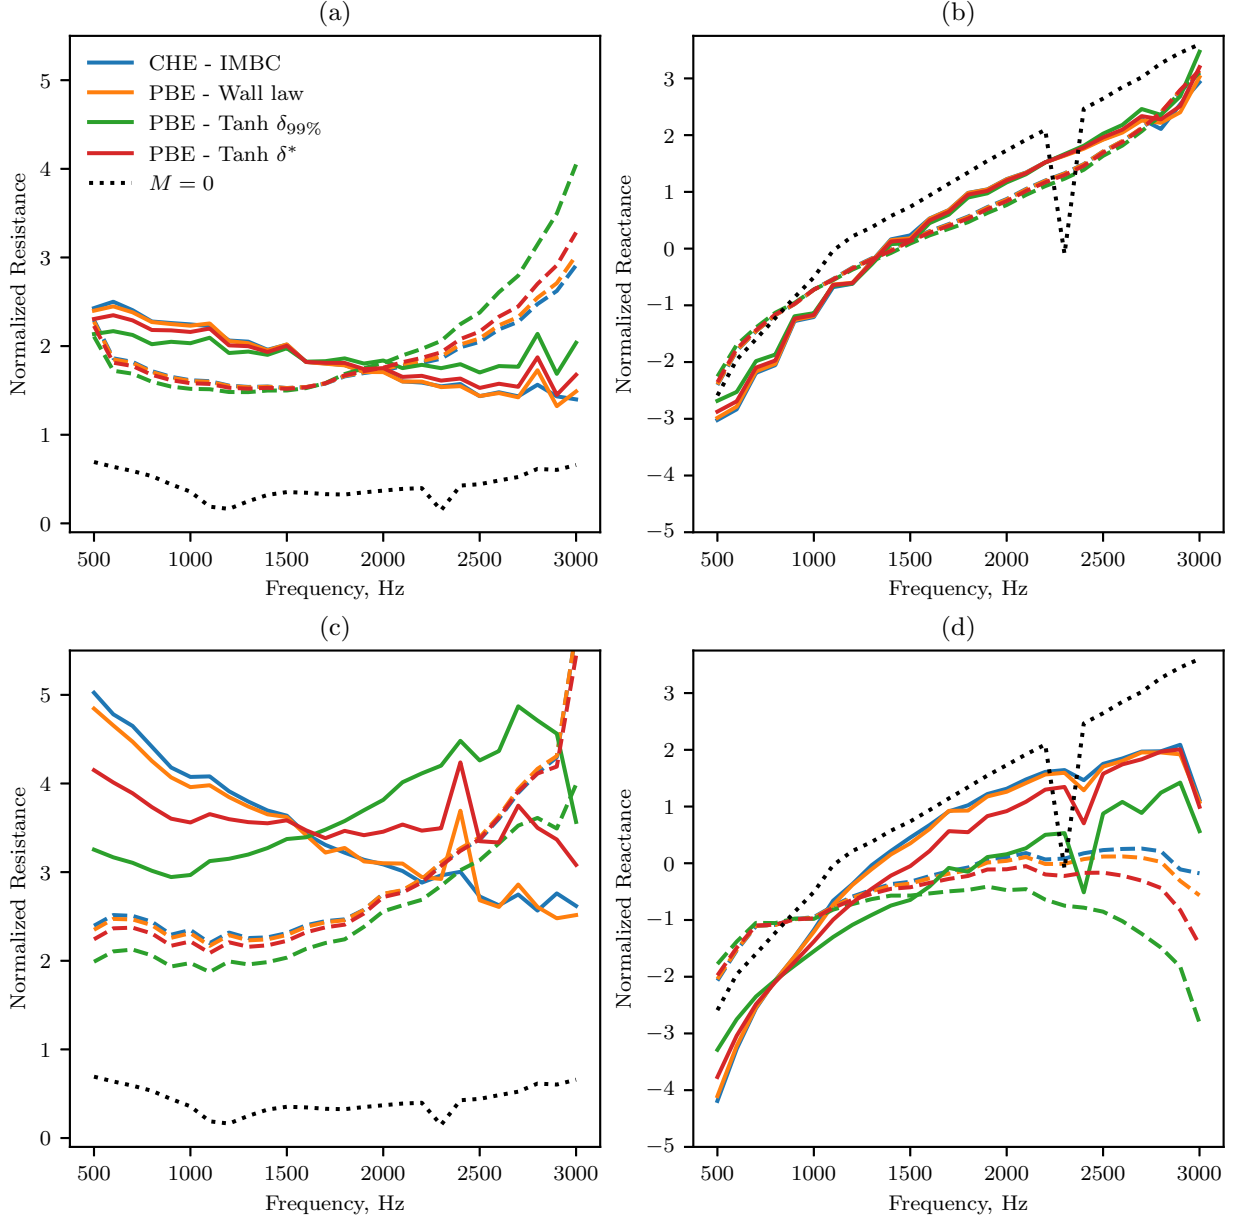 (a)
(b)
CHE - IMBC
PBE - Wall law
PBE - Tanh δ99%
PBE - Tanh δ*
M = 0
Normalized Resistance
5
4
3
2
1
0
500 1000 1500 2000 2500 3000
Frequency, Hz
Normalized Reactance
3
2
1
0
−1
−2
−3
−4
−5
500 1000 1500 2000 2500 3000
Frequency, Hz
(c)
(d)
Normalized Resistance
5
4
3
2
1
0
500 1000 1500 2000 2500 3000
Frequency, Hz
Normalized Reactance
3
2
1
0
−1
−2
−3
−4
−5
500 1000 1500 2000 2500 3000
Frequency, Hz